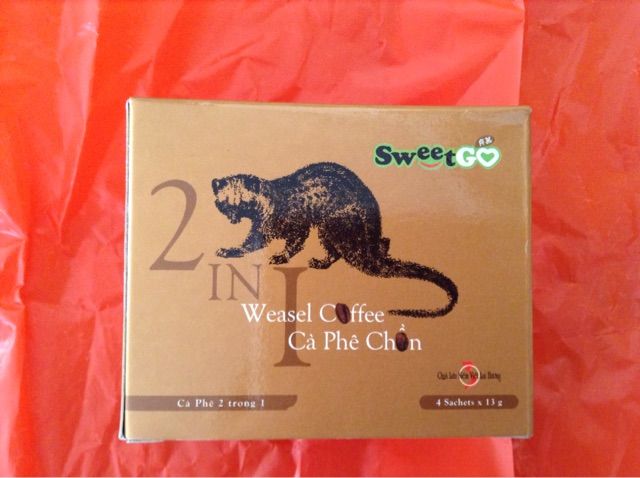 SweetGO
2
IN
1
Weasel Coffee
Cà Phê Chồn
Cà Phê 2 trong 1
4 Sachets x 13 g